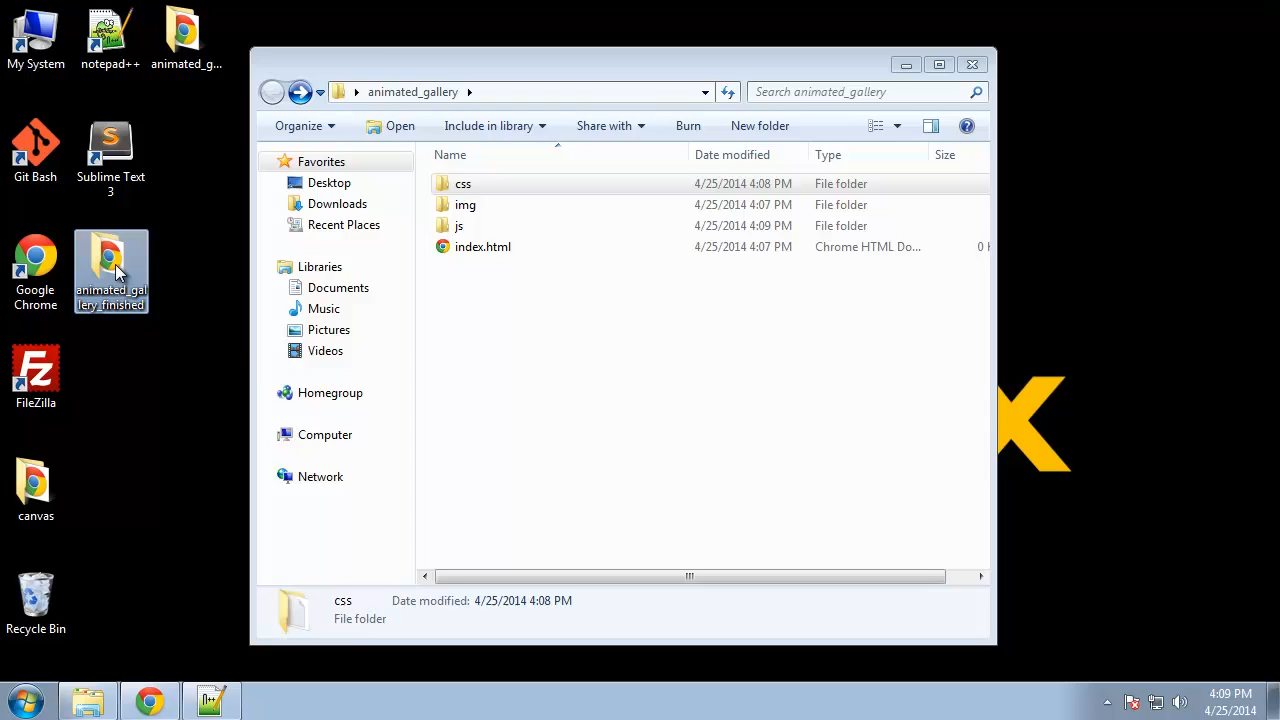 My System
notepad++
animated_g...
Git Bash
Sublime Text
3
Google
Chrome
animated_gal
lery_finished
FileZilla
canvas
Recycle Bin
animated_gallery
Search animated_gallery
Organize
Open
Include in library
Share with
Burn
New folder
Favorites
Desktop
Downloads
Recent Places
Libraries
Documents
Music
Pictures
Videos
Homegroup
Computer
Network
Name Date modified Type Size
css 4/25/2014 4:08 PM File folder
img 4/25/2014 4:07 PM File folder
js 4/25/2014 4:09 PM File folder
index.html 4/25/2014 4:07 PM Chrome HTML Do... 0
css Date modified: 4/25/2014 4:08 PM
File folder
X
4:09 PM
4/25/2014